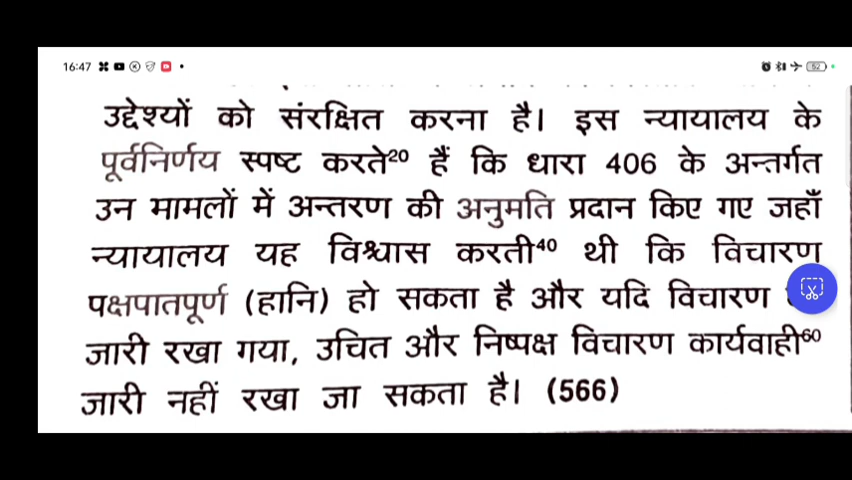 16:47
52
उद्देश्यों को संरक्षित करना है। इस न्यायालय के
पूर्वनिर्णय स्पष्ट करते²⁰ हैं कि धारा 406 के अन्तर्गत
उन मामलों में अन्तरण की अनुमति प्रदान किए गए जहाँ
न्यायालय यह विश्वास करती⁴⁰ थी कि विचारण
पक्षपातपूर्ण (हानि) हो सकता है और यदि विचारण
जारी रखा गया, उचित और निष्पक्ष विचारण कार्यवाही⁶⁰
जारी नहीं रखा जा सकता है। (566)